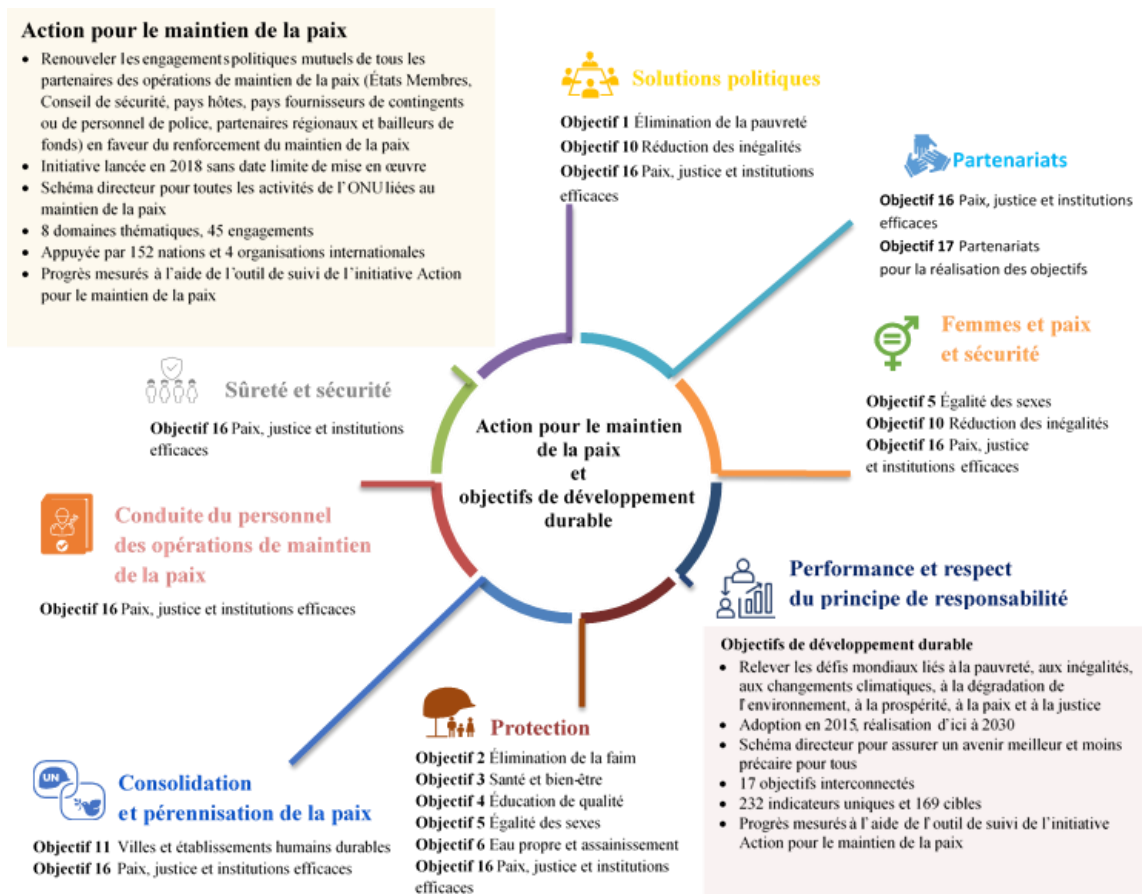 Action pour le maintien de la paix
• Renouveler les engagements politiques mutuels de tous les
partenaires des opérations de maintien de la paix (États Membres,
Conseil de sécurité, pays hôtes, pays fournisseurs de contingents
ou de personnel de police, partenaires régionaux et bailleurs de
fonds) en faveur du renforcement du maintien de la paix
• Initiative lancée en 2018 sans date limite de mise en œuvre
• Schéma directeur pour toutes les activités de l'ONU liées au
maintien de la paix
• 8 domaines thématiques, 45 engagements
• Appuyée par 152 nations et 4 organisations internationales
• Progrès mesurés à l'aide de l'outil de suivi de l'initiative Action
pour le maintien de la paix
Solutions politiques
Objectif 1 Élimination de la pauvreté
Objectif 10 Réduction des inégalités
Objectif 16 Paix, justice et institutions
efficaces
Partenariats
Objectif 16 Paix, justice et institutions
efficaces
Objectif 17 Partenariats
pour la réalisation des objectifs
Femmes et paix
et sécurité
Objectif 5 Égalité des sexes
Objectif 10 Réduction des inégalités
Objectif 16 Paix, justice
et institutions efficaces
Sûreté et sécurité
Objectif 16 Paix, justice et institutions
efficaces
Action pour le maintien
de la paix
et
objectifs de développement
durable
Conduite du personnel
des opérations de maintien
de la paix
Objectif 16 Paix, justice et institutions efficaces
Performance et respect
du principe de responsabilité
Objectifs de développement durable
• Relever les défis mondiaux liés à la pauvreté, aux inégalités,
aux changements climatiques, à la dégradation de
l'environnement, à la prospérité, à la paix et à la justice
• Adoption en 2015, réalisation d'ici à 2030
• Schéma directeur pour assurer un avenir meilleur et moins
précaire pour tous
• 17 objectifs interconnectés
• 232 indicateurs uniques et 169 cibles
• Progrès mesurés à l'aide de l'outil de suivi de l'initiative
Action pour le maintien de la paix
Protection
Objectif 2 Élimination de la faim
Objectif 3 Santé et bien-être
Objectif 4 Éducation de qualité
Objectif 5 Égalité des sexes
Objectif 6 Eau propre et assainissement
Objectif 16 Paix, justice et institutions
efficaces
UN
Consolidation
et pérennisation de la paix
Objectif 11 Villes et établissements humains durables
Objectif 16 Paix, justice et institutions efficaces